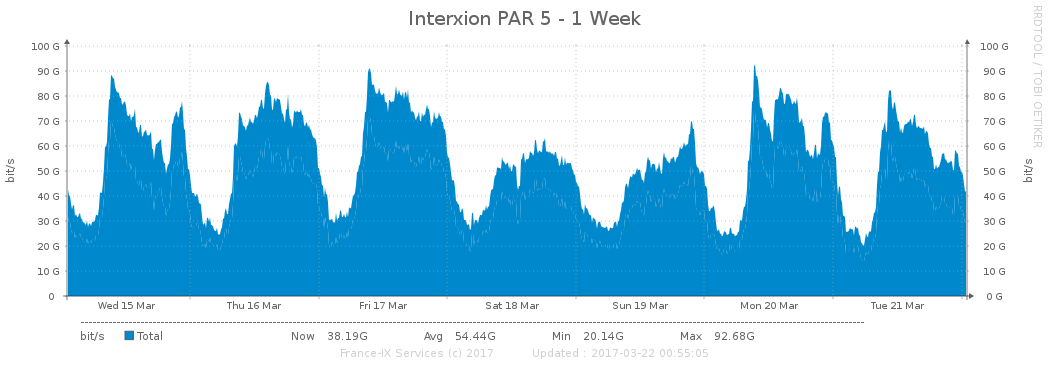 Interxion PAR 5 - 1 Week
RRDTOOL / TOBI OETIKER
100 G 100 G
90 G 90 G
80 G 80 G
70 G 70 G
60 G 60 G
50 G 50 G
40 G 40 G
30 G 30 G
20 G 20 G
10 G 10 G
0 0 G
bit/s bit/s
Wed 15 Mar Thu 16 Mar Fri 17 Mar Sat 18 Mar Sun 19 Mar Mon 20 Mar Tue 21 Mar
bit/s Total Now 38.19G Avg 54.44G Min 20.14G Max 92.68G
France-IX Services (c) 2017 Updated : 2017-03-22 00:55:05